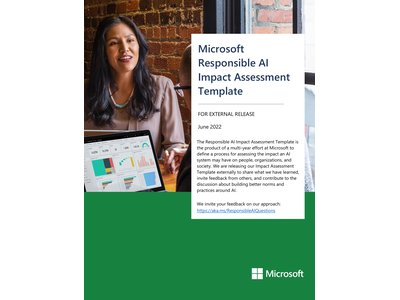 Microsoft
Responsible AI
Impact Assessment
Template
FOR EXTERNAL RELEASE
June 2022
The Responsible AI Impact Assessment Template is
the product of a multi-year effort at Microsoft to
define a process for assessing the impact an AI
system may have on people, organizations, and
society. We are releasing our Impact Assessment
Template externally to share what we have learned,
invite feedback from others, and contribute to the
discussion about building better norms and
practices around AI.
We invite your feedback on our approach:
https://aka.ms/ResponsibleAIQuestions
Microsoft